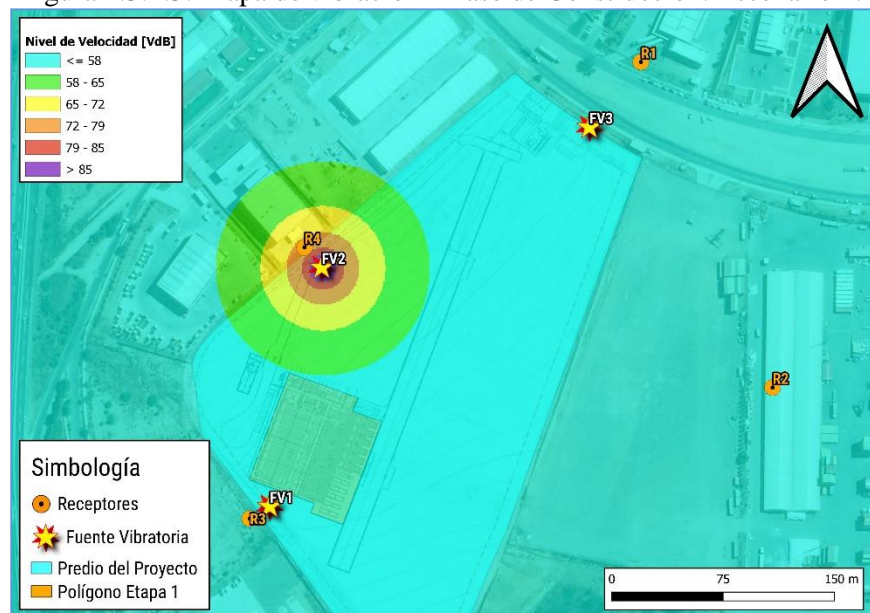 Nivel de Velocidad [VdB]
<= 58
58 - 65
65 - 72
72 - 79
79 - 85
> 85
R1
FV3
R4
FV2
R2
FV1
R3
Simbología
Receptores
Fuente Vibratoria
Predio del Proyecto
Polígono Etapa 1
0 75 150 m